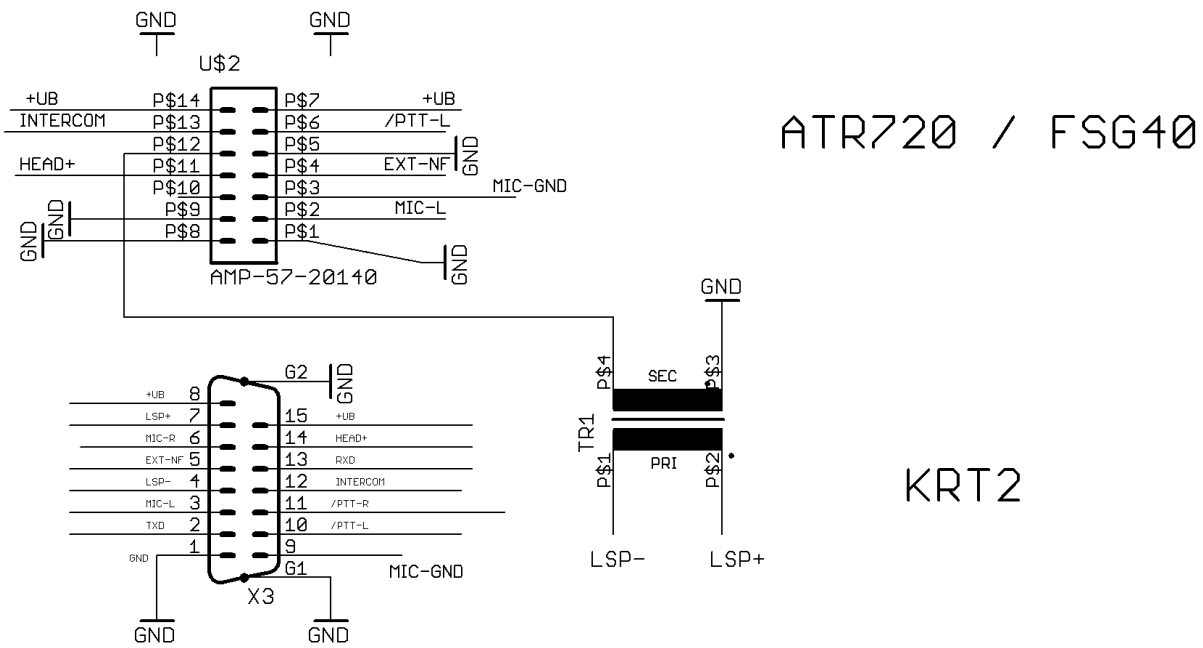 GND GND
U$2
+UB P$14 P$7 +UB
INTERCOM P$13 P$6 /PTT-L
P$12 P$5 GND
HEAD+ P$11 P$4 EXT-NF
P$10 P$3 MIC-GND
GND P$9 P$2 MIC-L
GND P$8 P$1 GND
AMP-57-20140
ATR720 / FSG40
GND
P$4 SEC P$3
TR1
P$1 PRI P$2
LSP- LSP+
KRT2
G2 GND
+UB 8
LSP+ 7 15 +UB
MIC-R 6 14 HEAD+
EXT-NF 5 13 RXD
LSP- 4 12 INTERCOM
MIC-L 3 11 /PTT-R
TXD 2 10 /PTT-L
GND 1 9 MIC-GND
G1
X3
GND GND